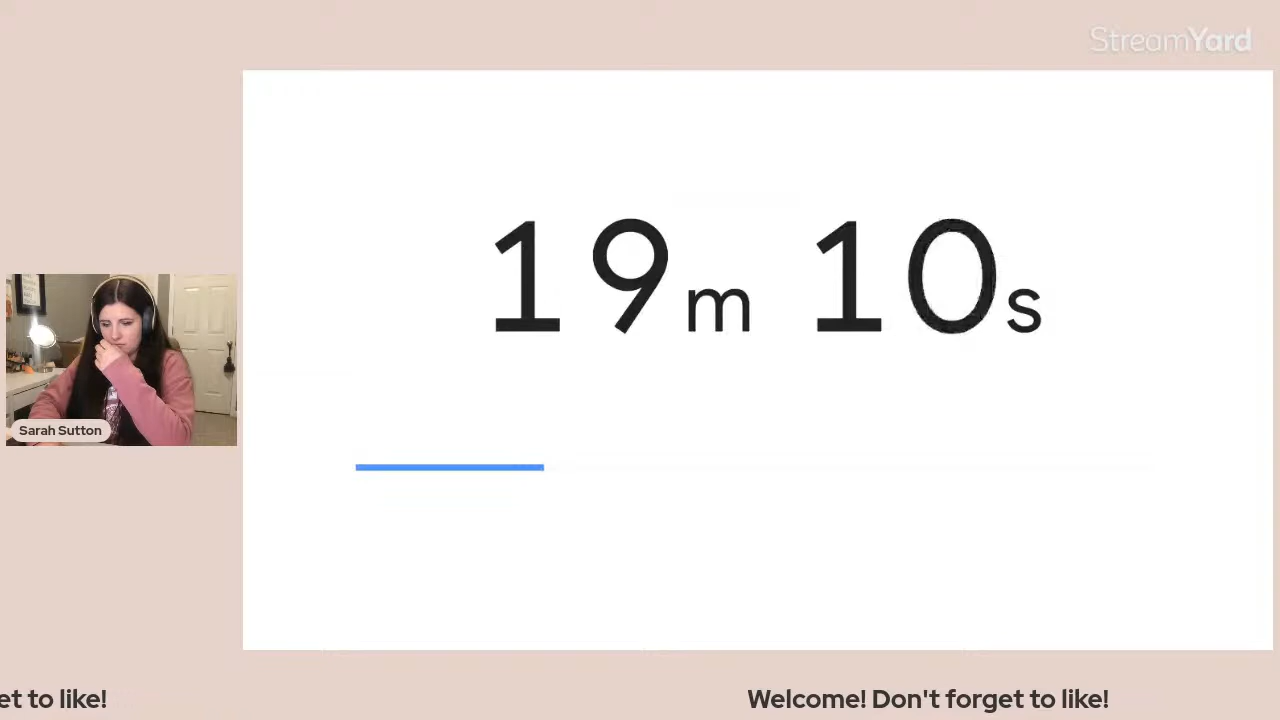 StreamYard
19m 10s
Sarah Sutton
et to like!
Welcome! Don't forget to like!